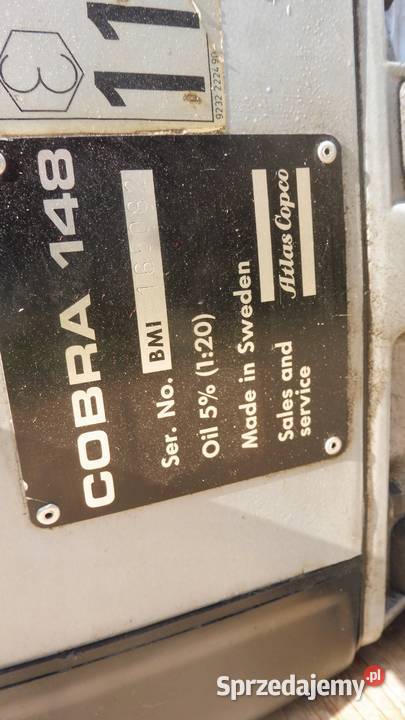 3
11
9232 2224 90
COBRA 148
Ser. No. BMI
Oil 5% (1:20)
Made in Sweden
Sales and
service
Atlas Copco
Sprzedajemy.pl